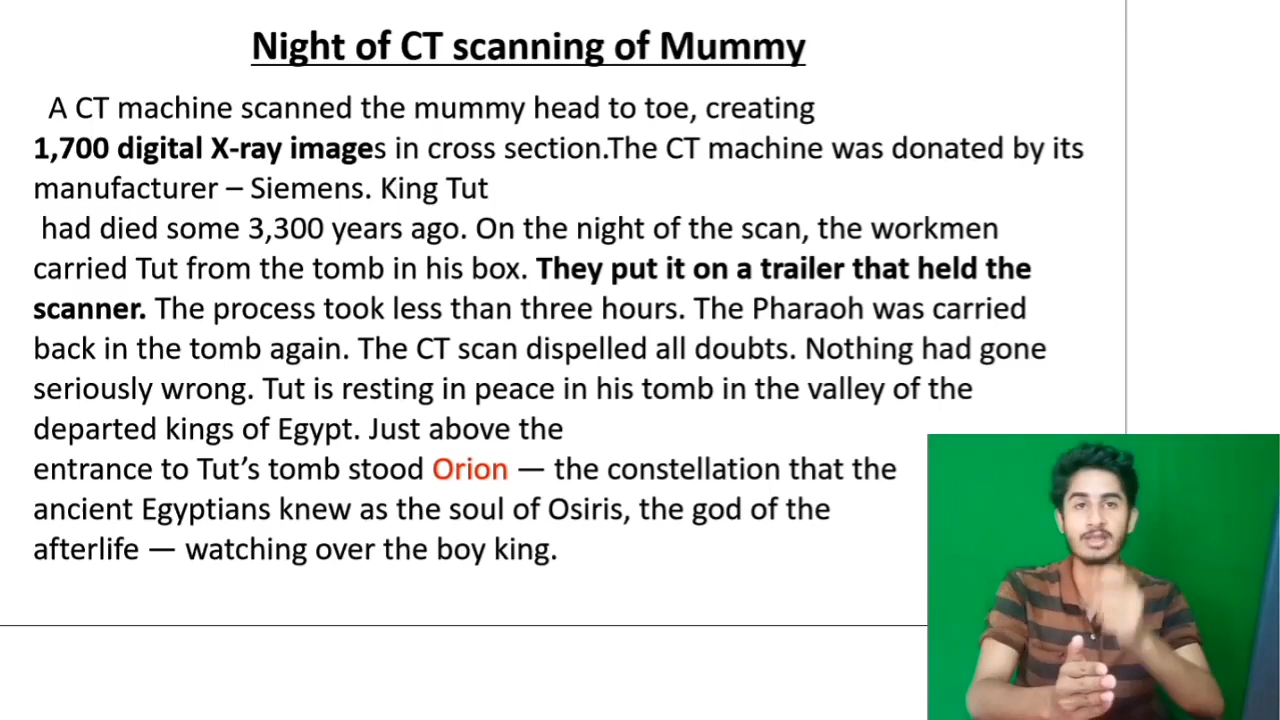 Night of CT scanning of Mummy
A CT machine scanned the mummy head to toe, creating
1,700 digital X-ray images in cross section.The CT machine was donated by its
manufacturer – Siemens. King Tut
had died some 3,300 years ago. On the night of the scan, the workmen
carried Tut from the tomb in his box. They put it on a trailer that held the
scanner. The process took less than three hours. The Pharaoh was carried
back in the tomb again. The CT scan dispelled all doubts. Nothing had gone
seriously wrong. Tut is resting in peace in his tomb in the valley of the
departed kings of Egypt. Just above the
entrance to Tut’s tomb stood Orion — the constellation that the
ancient Egyptians knew as the soul of Osiris, the god of the
afterlife — watching over the boy king.